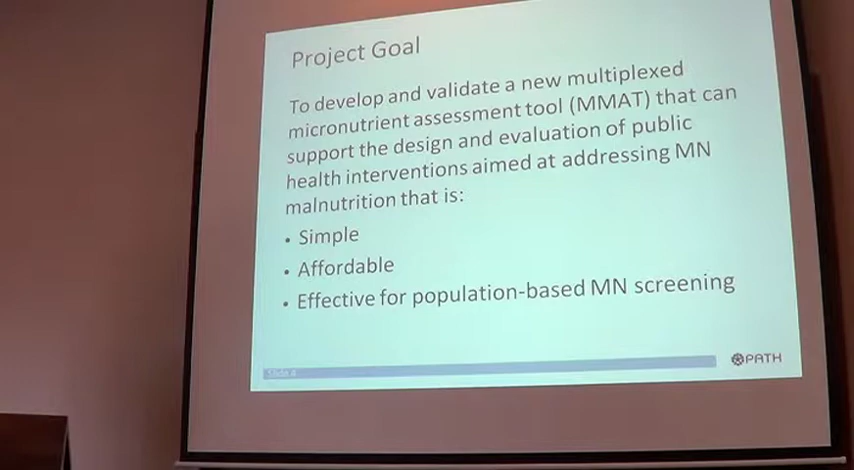 Project Goal
To develop and validate a new multiplexed
micronutrient assessment tool (MMAT) that can
support the design and evaluation of public
health interventions aimed at addressing MN
malnutrition that is:
• Simple
• Affordable
• Effective for population-based MN screening
Slide 4
PATH